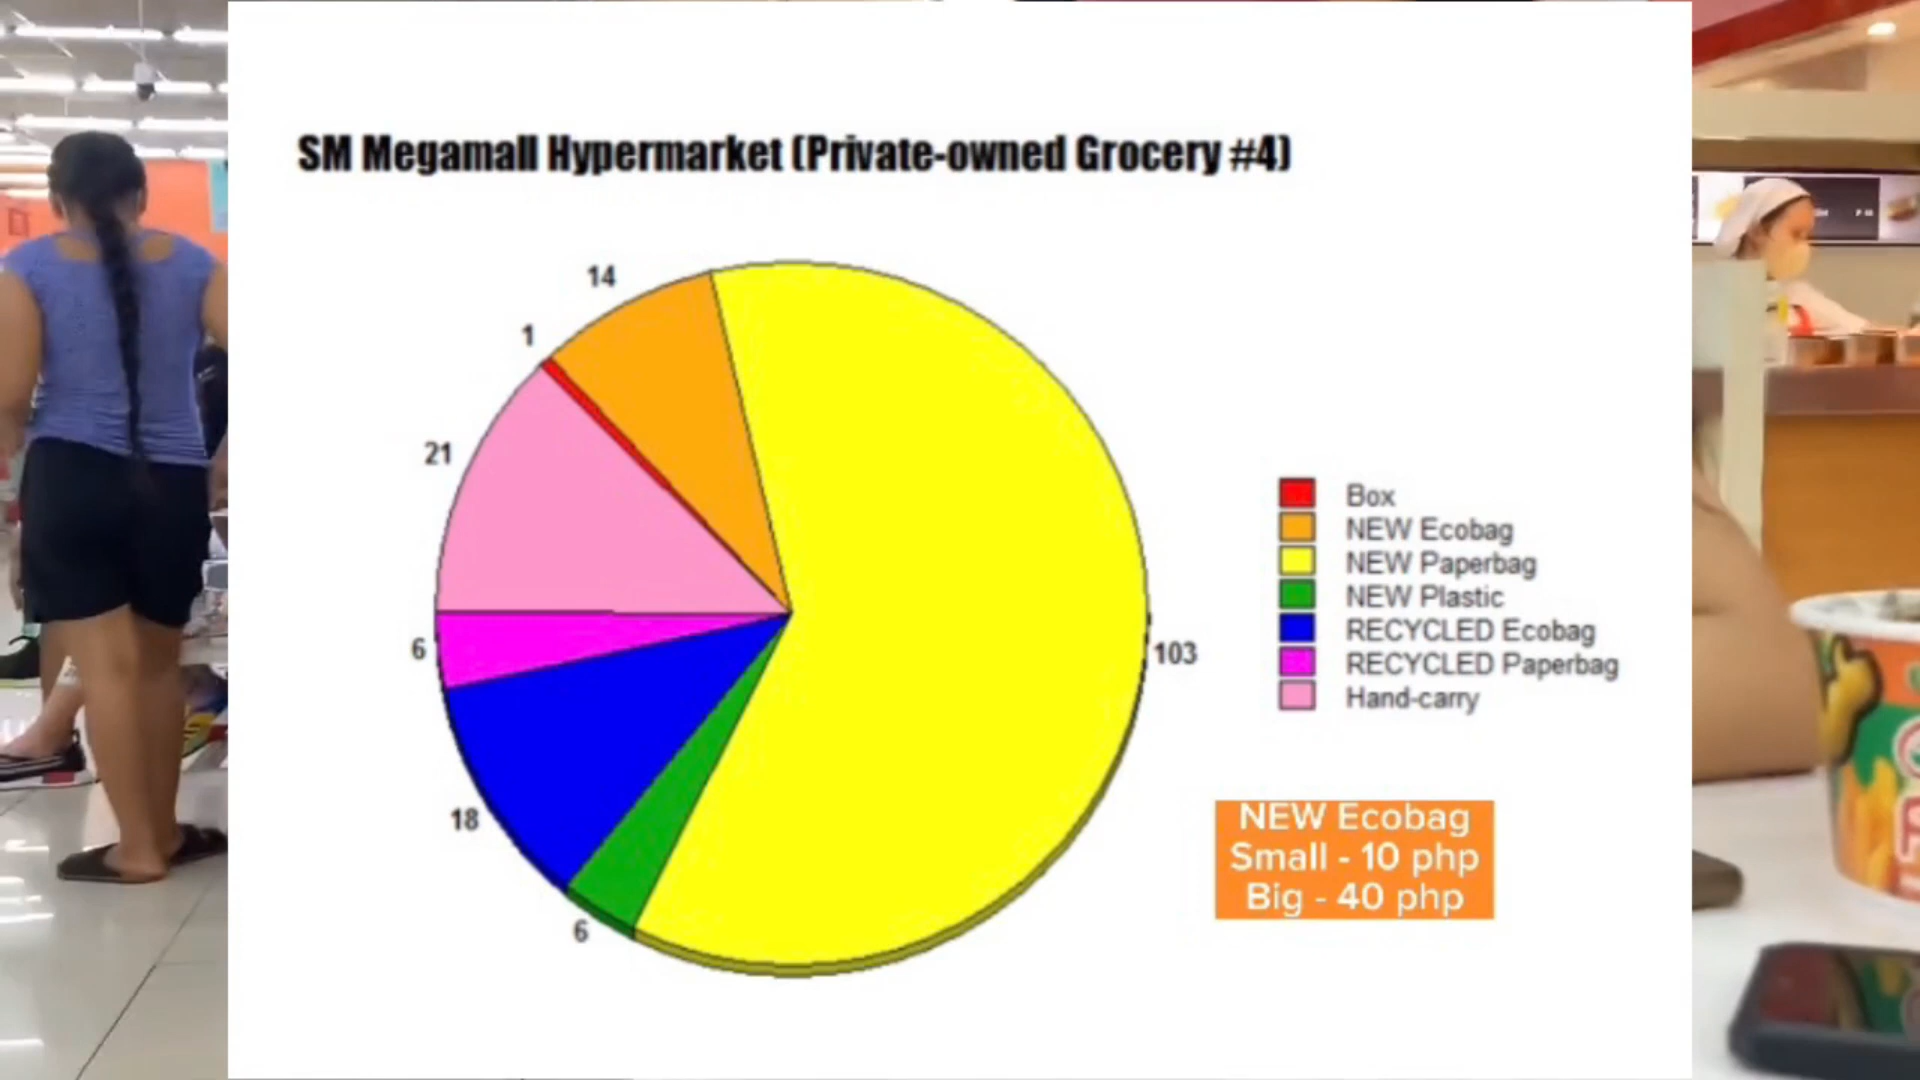 SM Megamall Hypermarket (Private-owned Grocery #4)
14
1
21
6
18
6
103
Box
NEW Ecobag
NEW Paperbag
NEW Plastic
RECYCLED Ecobag
RECYCLED Paperbag
Hand-carry
NEW Ecobag
Small - 10 php
Big - 40 php